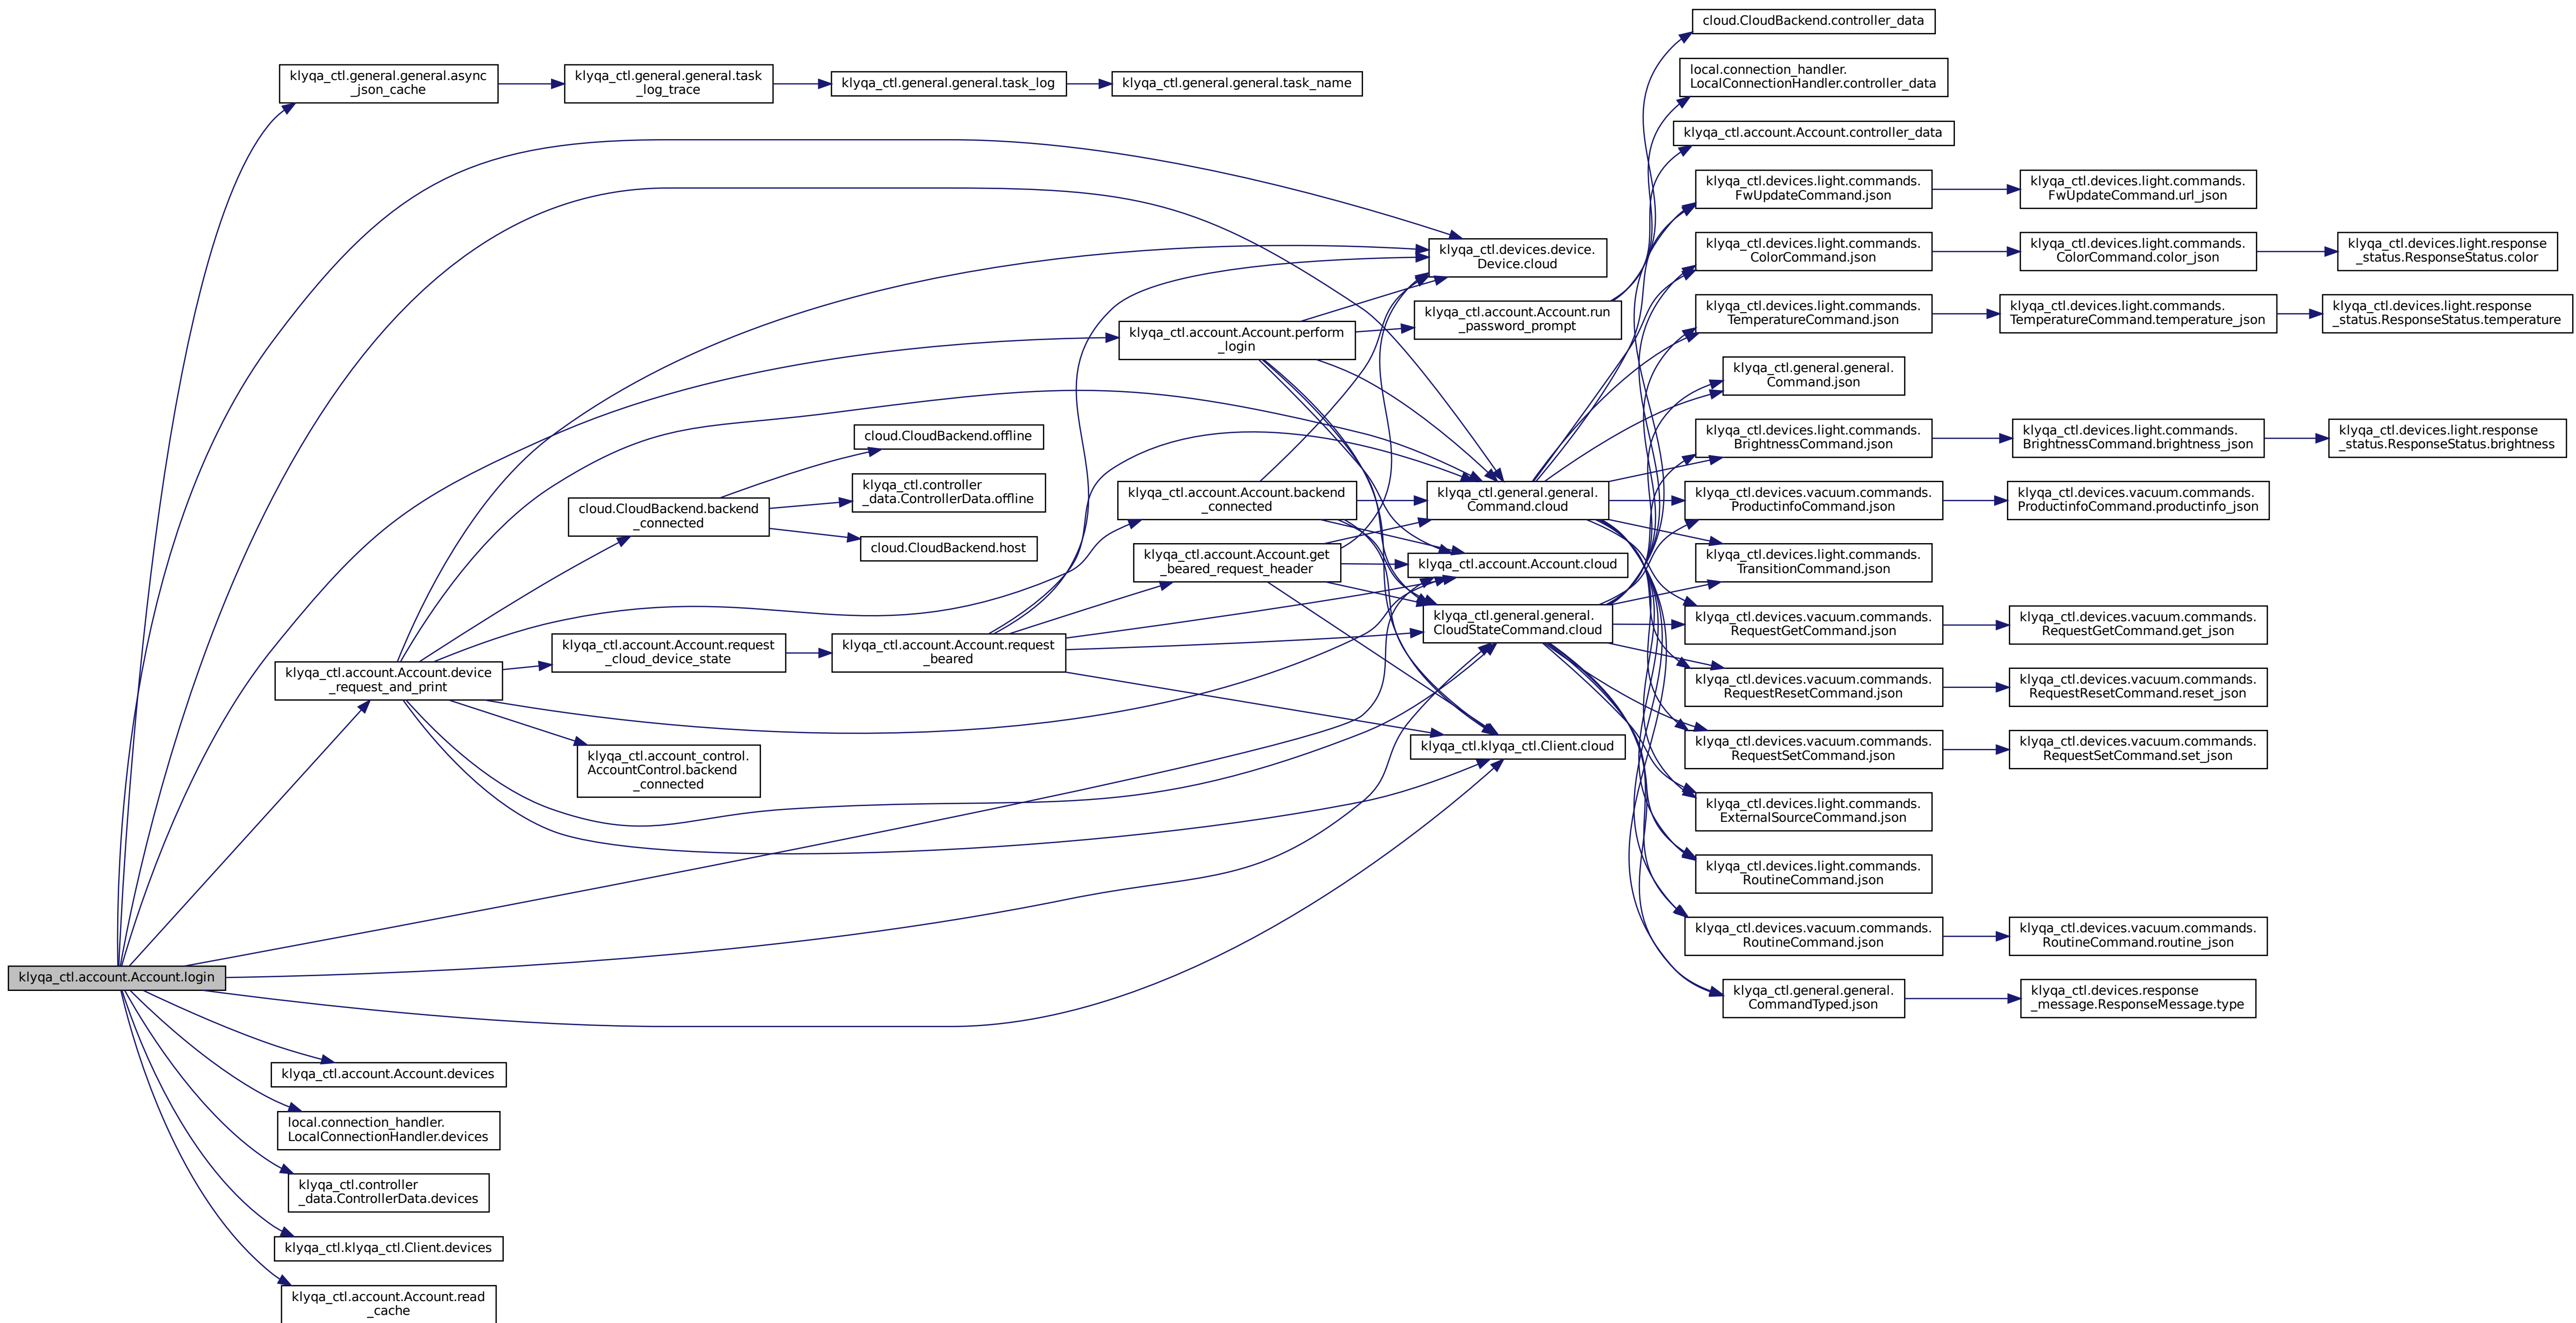 klyqa_ctl.account.Account.login
klyqa_ctl.general.general.async
_json_cache
klyqa_ctl.general.general.task
_log_trace
klyqa_ctl.general.general.task_log
klyqa_ctl.general.general.task_name
klyqa_ctl.account.Account.device
_request_and_print
cloud.CloudBackend.backend
_connected
cloud.CloudBackend.offline
klyqa_ctl.controller
_data.ControllerData.offline
cloud.CloudBackend.host
klyqa_ctl.account.Account.request
_cloud_device_state
klyqa_ctl.account.Account.request
_beared
klyqa_ctl.account_control.
AccountControl.backend
_connected
klyqa_ctl.account.Account.perform
_login
klyqa_ctl.account.Account.backend
_connected
klyqa_ctl.account.Account.get
_beared_request_header
klyqa_ctl.devices.device.
Device.cloud
klyqa_ctl.account.Account.run
_password_prompt
klyqa_ctl.general.general.
Command.cloud
klyqa_ctl.account.Account.cloud
klyqa_ctl.general.general.
CloudStateCommand.cloud
klyqa_ctl.klyqa_ctl.Client.cloud
cloud.CloudBackend.controller_data
local.connection_handler.
LocalConnectionHandler.controller_data
klyqa_ctl.account.Account.controller_data
klyqa_ctl.devices.light.commands.
FwUpdateCommand.json
klyqa_ctl.devices.light.commands.
FwUpdateCommand.url_json
klyqa_ctl.devices.light.commands.
ColorCommand.json
klyqa_ctl.devices.light.commands.
ColorCommand.color_json
klyqa_ctl.devices.light.response
_status.ResponseStatus.color
klyqa_ctl.devices.light.commands.
TemperatureCommand.json
klyqa_ctl.devices.light.commands.
TemperatureCommand.temperature_json
klyqa_ctl.devices.light.response
_status.ResponseStatus.temperature
klyqa_ctl.general.general.
Command.json
klyqa_ctl.devices.light.commands.
BrightnessCommand.json
klyqa_ctl.devices.light.commands.
BrightnessCommand.brightness_json
klyqa_ctl.devices.light.response
_status.ResponseStatus.brightness
klyqa_ctl.devices.vacuum.commands.
ProductinfoCommand.json
klyqa_ctl.devices.vacuum.commands.
ProductinfoCommand.productinfo_json
klyqa_ctl.devices.light.commands.
TransitionCommand.json
klyqa_ctl.devices.vacuum.commands.
RequestGetCommand.json
klyqa_ctl.devices.vacuum.commands.
RequestGetCommand.get_json
klyqa_ctl.devices.vacuum.commands.
RequestResetCommand.json
klyqa_ctl.devices.vacuum.commands.
RequestResetCommand.reset_json
klyqa_ctl.devices.vacuum.commands.
RequestSetCommand.json
klyqa_ctl.devices.vacuum.commands.
RequestSetCommand.set_json
klyqa_ctl.devices.light.commands.
ExternalSourceCommand.json
klyqa_ctl.devices.light.commands.
RoutineCommand.json
klyqa_ctl.devices.vacuum.commands.
RoutineCommand.json
klyqa_ctl.devices.vacuum.commands.
RoutineCommand.routine_json
klyqa_ctl.general.general.
CommandTyped.json
klyqa_ctl.devices.response
_message.ResponseMessage.type
klyqa_ctl.account.Account.devices
local.connection_handler.
LocalConnectionHandler.devices
klyqa_ctl.controller
_data.ControllerData.devices
klyqa_ctl.klyqa_ctl.Client.devices
klyqa_ctl.account.Account.read
_cache